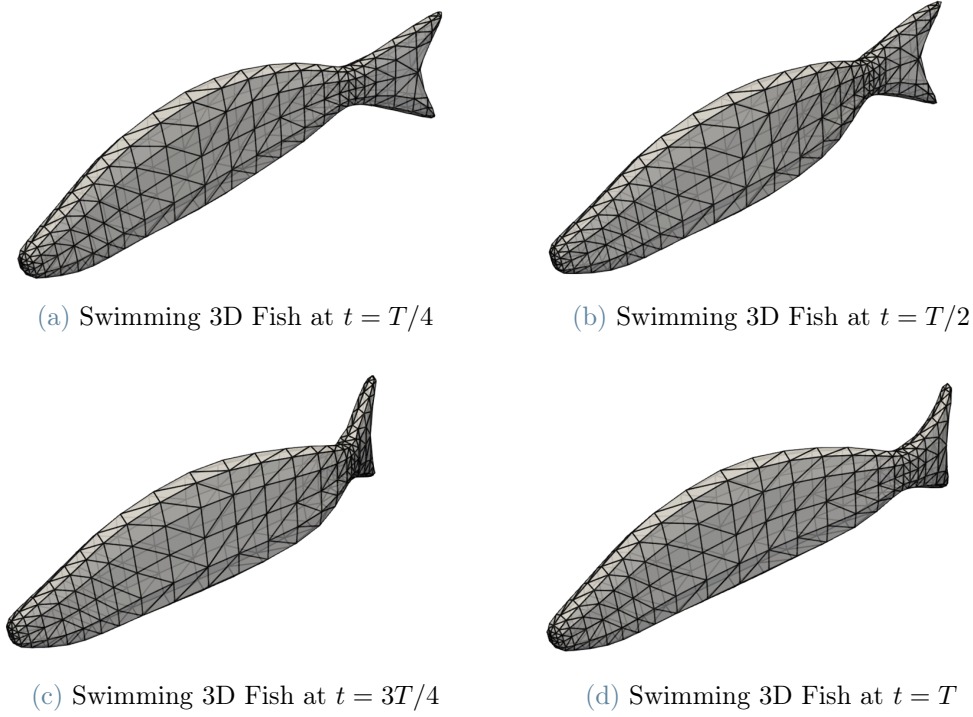 (a) Swimming 3D Fish at t = T/4
(b) Swimming 3D Fish at t = T/2
(c) Swimming 3D Fish at t = 3T/4
(d) Swimming 3D Fish at t = T